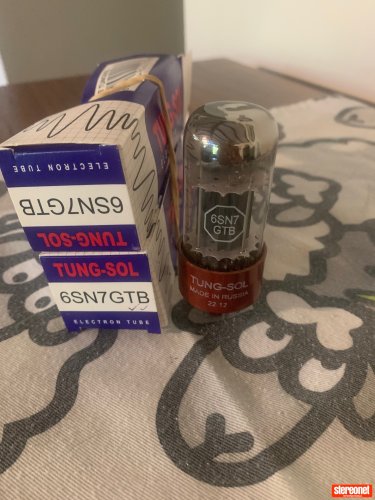 ELECTRON TUBE
6SN7GTB
TUNG-SOL
TUNG-SOL
6SN7GTB
ELECTRON TUBE
6SN7
GTB
TUNG-SOL
MADE IN RUSSIA
22 12
stereonet